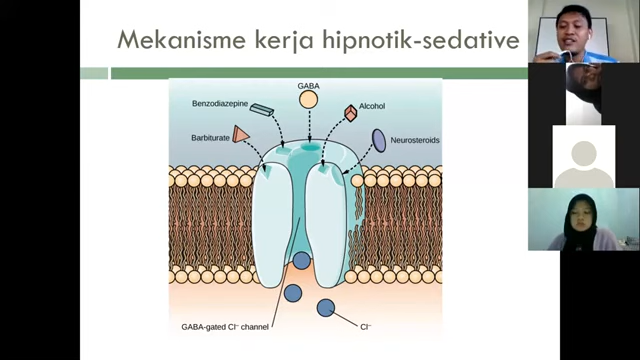 Mekanisme kerja hipnotik-sedative
GABA
Benzodiazepine
Alcohol
Barbiturate
Neurosteroids
GABA-gated Cl⁻ channel
Cl⁻